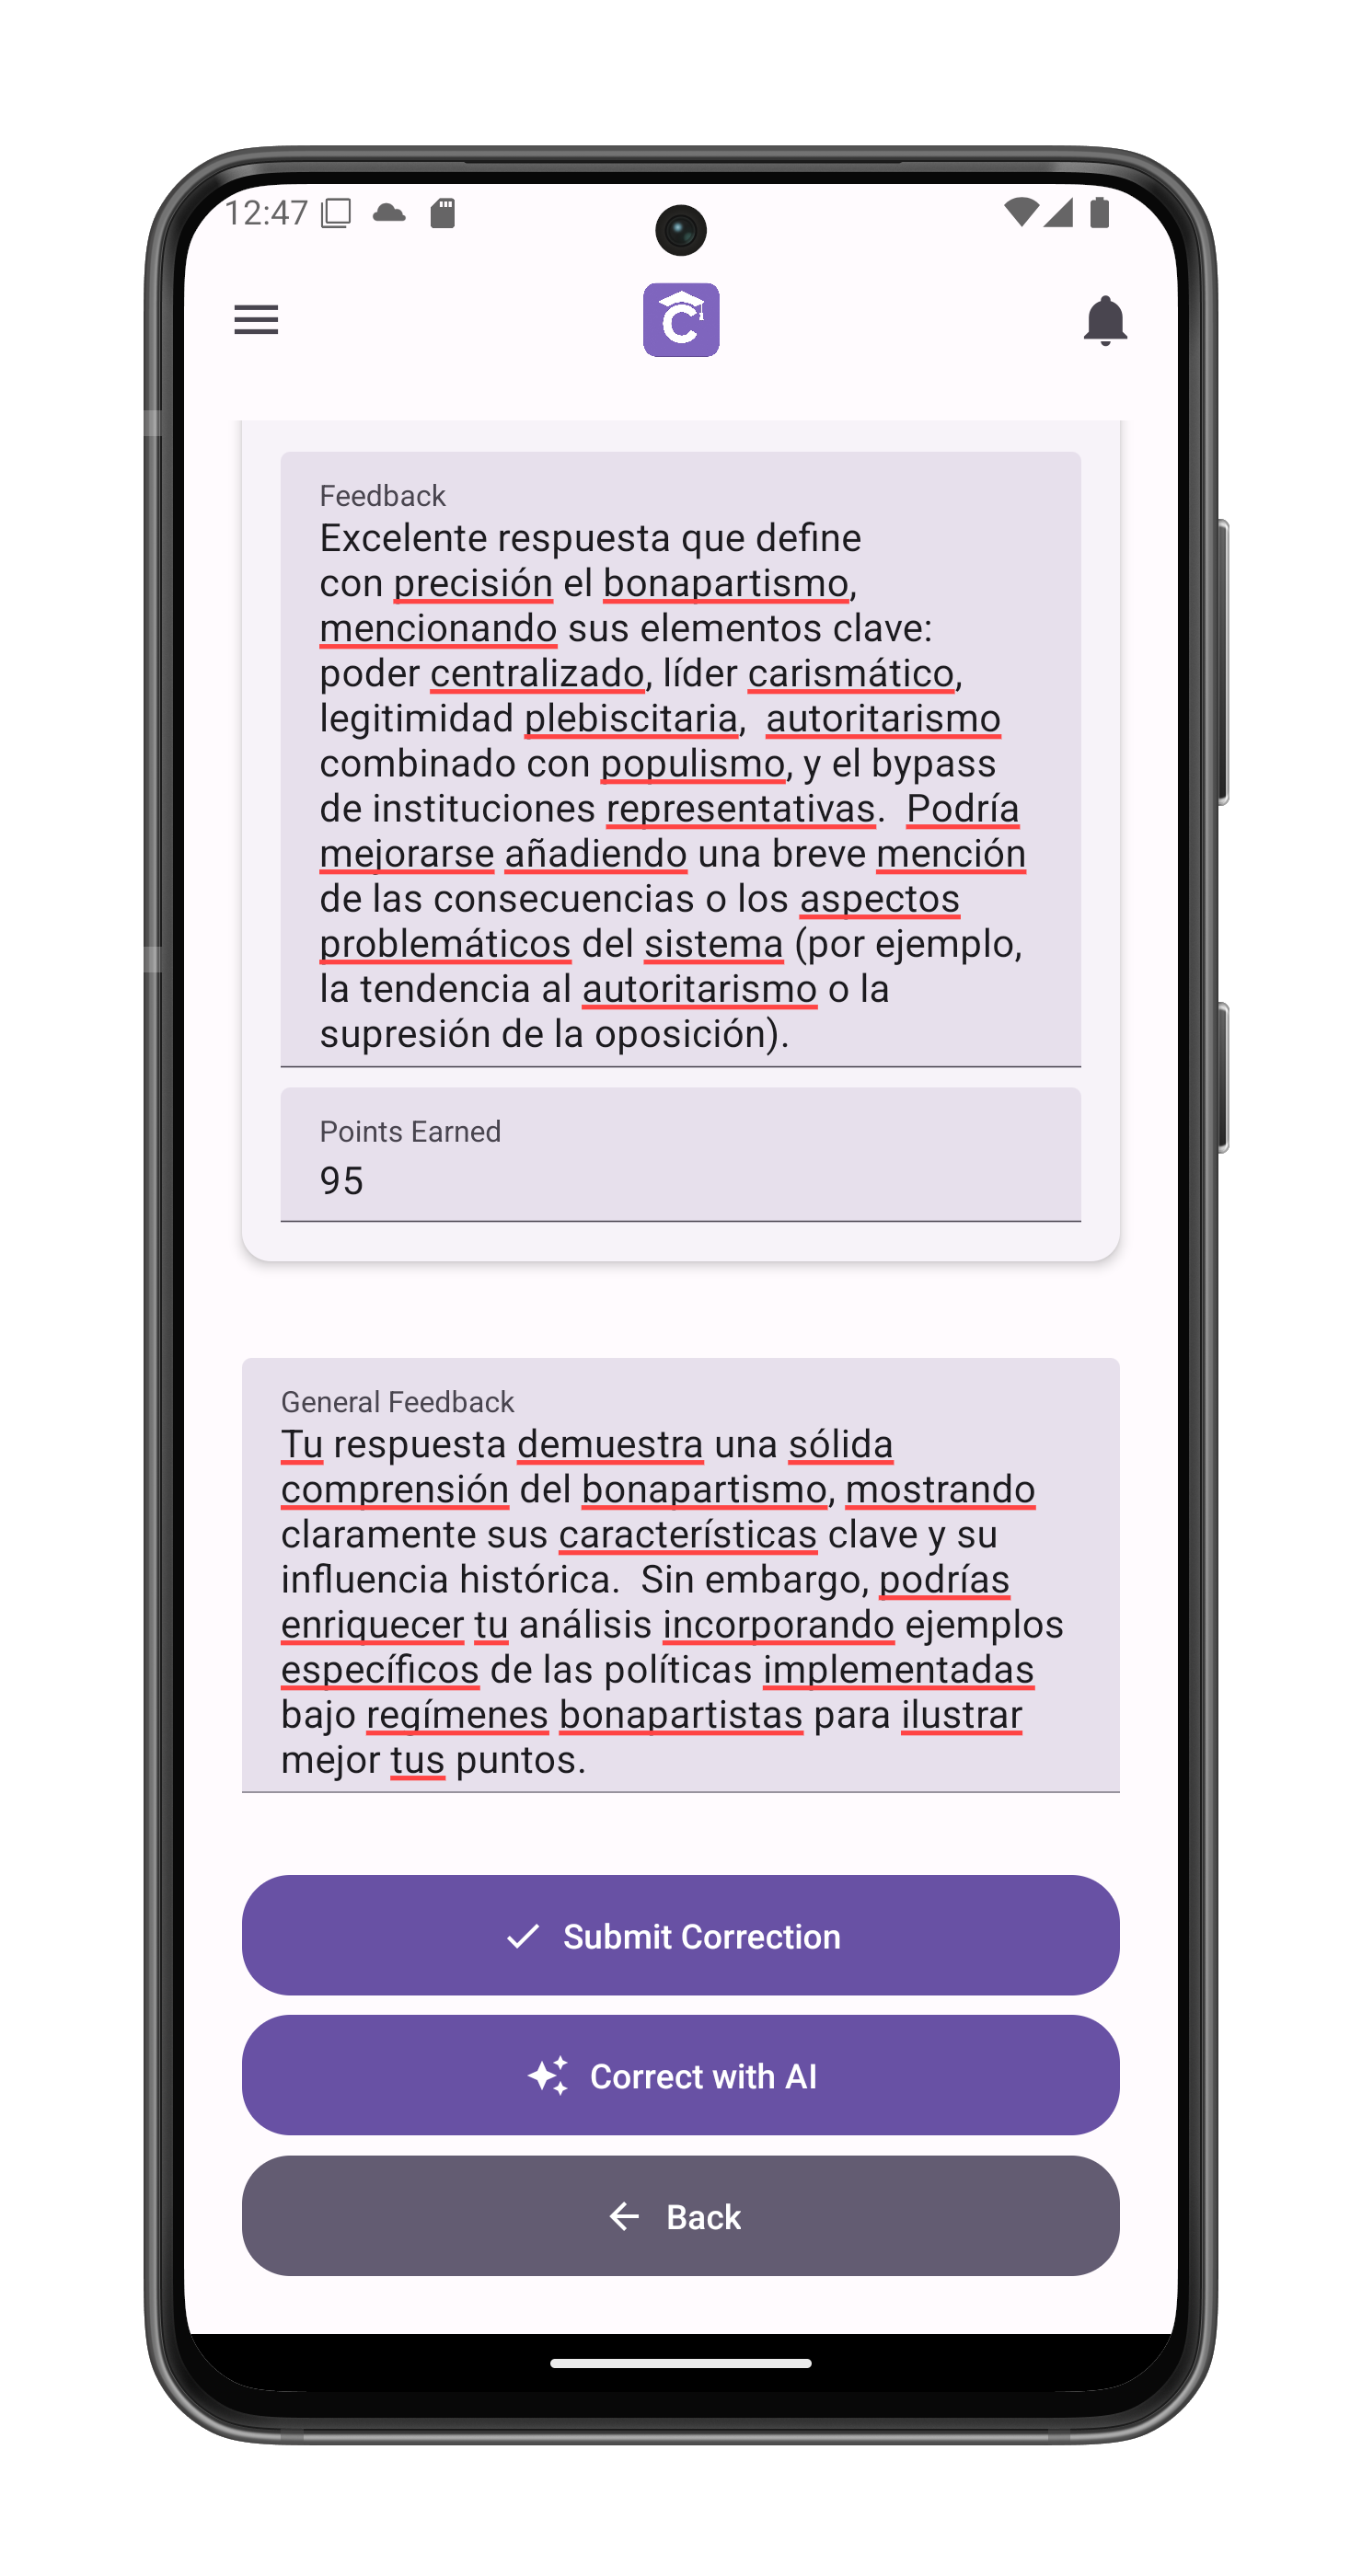 12:47
C
Feedback
Excelente respuesta que define
con precisión el bonapartismo,
mencionando sus elementos clave:
poder centralizado, líder carismático,
legitimidad plebiscitaria,  autoritarismo
combinado con populismo, y el bypass
de instituciones representativas.  Podría
mejorarse añadiendo una breve mención
de las consecuencias o los aspectos
problemáticos del sistema (por ejemplo,
la tendencia al autoritarismo o la
supresión de la oposición).
Points Earned
95
General Feedback
Tu respuesta demuestra una sólida
comprensión del bonapartismo, mostrando
claramente sus características clave y su
influencia histórica.  Sin embargo, podrías
enriquecer tu análisis incorporando ejemplos
específicos de las políticas implementadas
bajo regímenes bonapartistas para ilustrar
mejor tus puntos.
Submit Correction
Correct with AI
Back